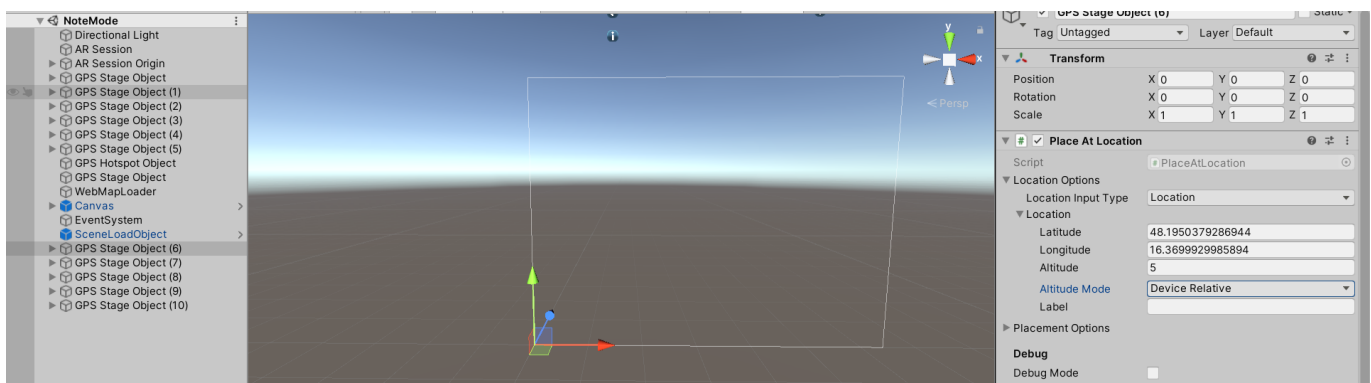 NoteMode
Directional Light
AR Session
AR Session Origin
GPS Stage Object
GPS Stage Object (1)
GPS Stage Object (2)
GPS Stage Object (3)
GPS Stage Object (4)
GPS Stage Object (5)
GPS Hotspot Object
GPS Stage Object
WebMapLoader
Canvas
EventSystem
SceneLoadObject
GPS Stage Object (6)
GPS Stage Object (7)
GPS Stage Object (8)
GPS Stage Object (9)
GPS Stage Object (10)
y
x
< Persp
GPS Stage Object (6) Static
Tag Untagged Layer Default
Transform
Position X 0 Y 0 Z 0
Rotation X 0 Y 0 Z 0
Scale X 1 Y 1 Z 1
# Place At Location
Script # PlaceAtLocation
Location Options
Location Input Type Location
Location
Latitude 48.1950379286944
Longitude 16.3699929985894
Altitude 5
Altitude Mode Device Relative
Label
Placement Options
Debug
Debug Mode